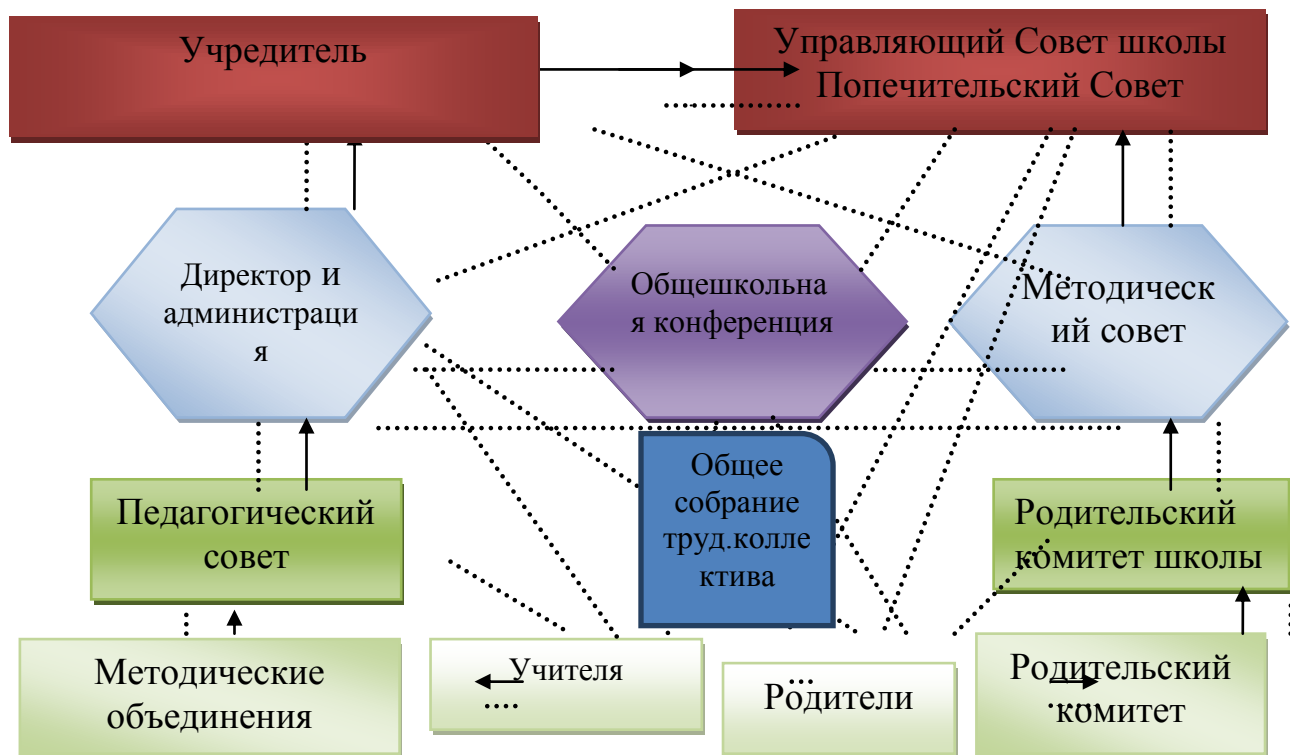 Учредитель
Управляющий Совет школы
Попечительский Совет
Директор и
администраци
я
Общешкольна
я конференция
Методическ
ий совет
Педагогический
совет
Общее
собрание
труд.колле
ктива
Родительский
комитет школы
Методические
объединения
Учителя
Родители
Родительский
комитет